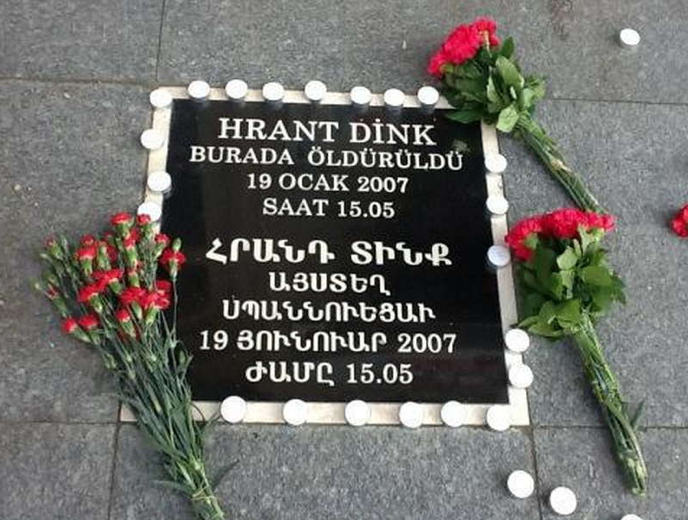 HRANT DİNK
BURADA ÖLDÜRÜLDÜ
19 OCAK 2007
SAAT 15.05
ՀՐԱՆԴ ՏԻՆՔ
ԱՅՍՏԵՂ
ՍՊԱՆՆՈՒԵՑԱՒ
19 ՅՈՒՆՈՒԱՐ 2007
ԺԱՄԸ 15.05